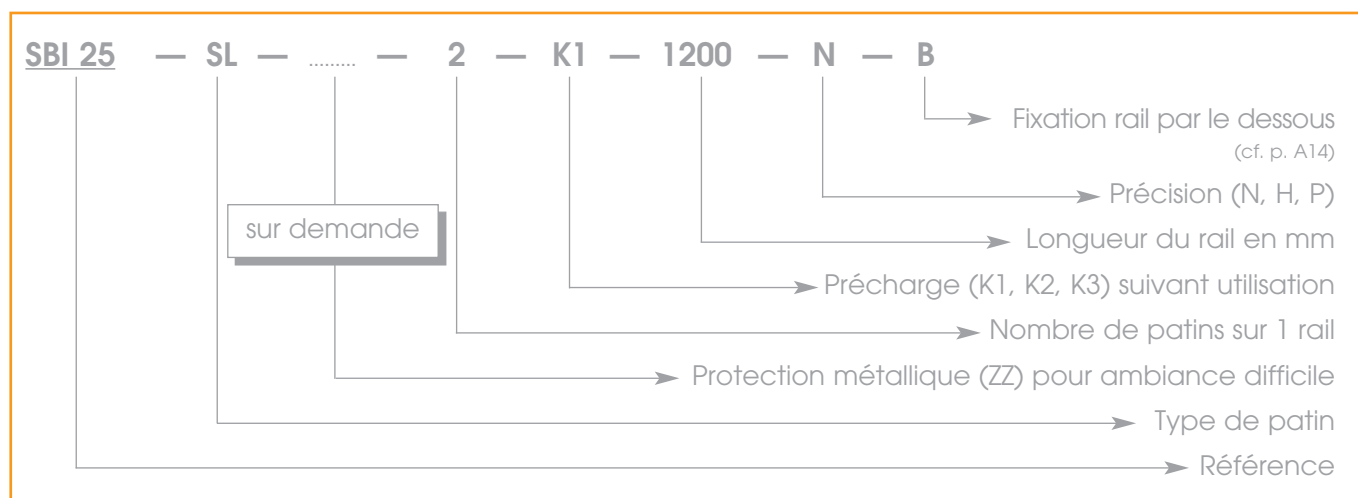 SBI 25 — SL — ......... — 2 — K1 — 1200 — N — B
Fixation rail par le dessous
(cf. p. A14)
Précision (N, H, P)
sur demande
Longueur du rail en mm
Précharge (K1, K2, K3) suivant utilisation
Nombre de patins sur 1 rail
Protection métallique (ZZ) pour ambiance difficile
Type de patin
Référence